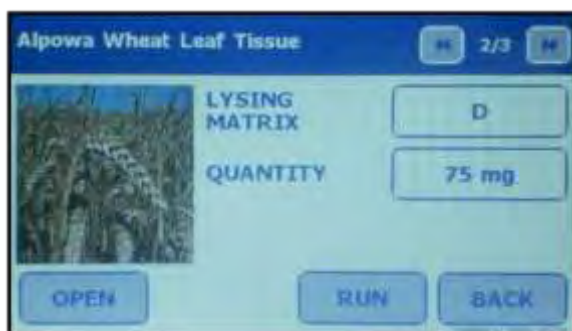 Alpowa Wheat Leaf Tissue 2/3
LYSING
MATRIX
D
QUANTITY
75 mg
OPEN
RUN
BACK